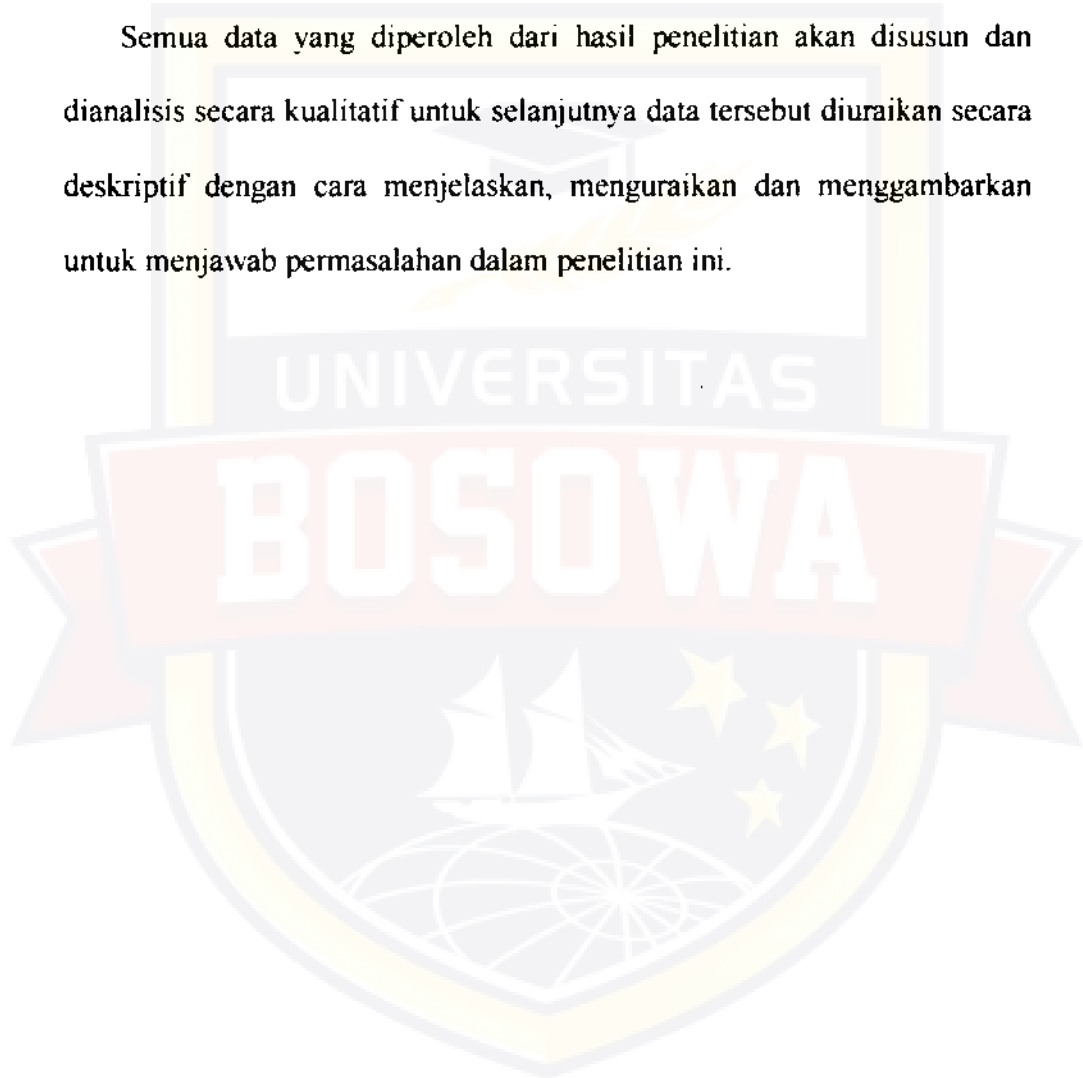 Semua data yang diperoleh dari hasil penelitian akan disusun dan
dianalisis secara kualitatif untuk selanjutnya data tersebut diuraikan secara
deskriptif dengan cara menjelaskan, menguraikan dan menggambarkan
untuk menjawab permasalahan dalam penelitian ini.
UNIVERSITAS
BOSOWA